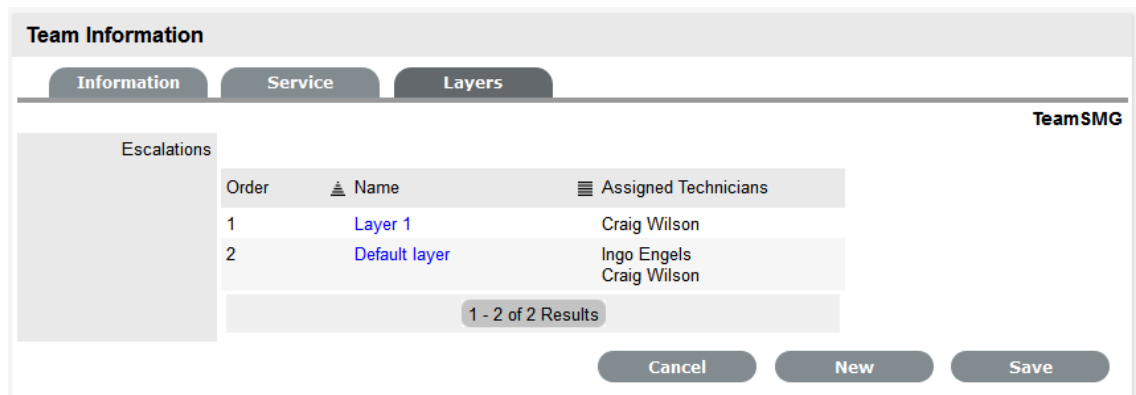 Team Information
Information Service Layers
TeamSMG
Escalations
Order Name Assigned Technicians
1 Layer 1 Craig Wilson
2 Default layer Ingo Engels
Craig Wilson
1 - 2 of 2 Results
Cancel New Save